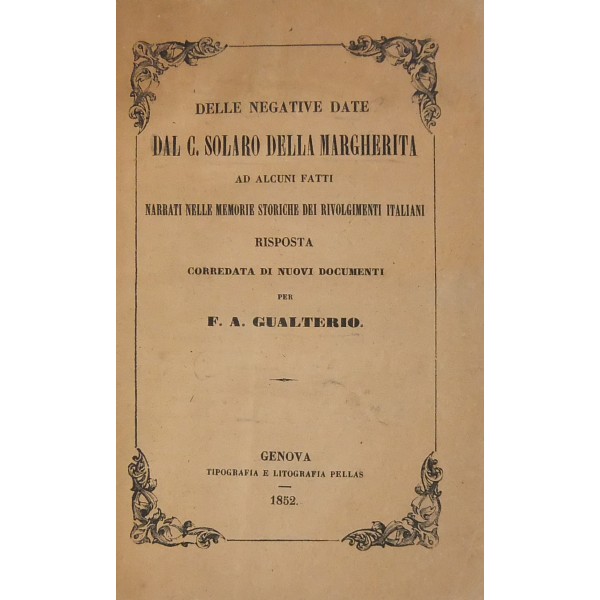 DELLE NEGATIVE DATE
DAL C. SOLARO DELLA MARGHERITA
AD ALCUNI FATTI
NARRATI NELLE MEMORIE STORICHE DEI RIVOLGIMENTI ITALIANI
RISPOSTA
CORREDATA DI NUOVI DOCUMENTI
PER
F. A. GUALTERIO.
GENOVA
TIPOGRAFIA E LITOGRAFIA PELLAS
1852.